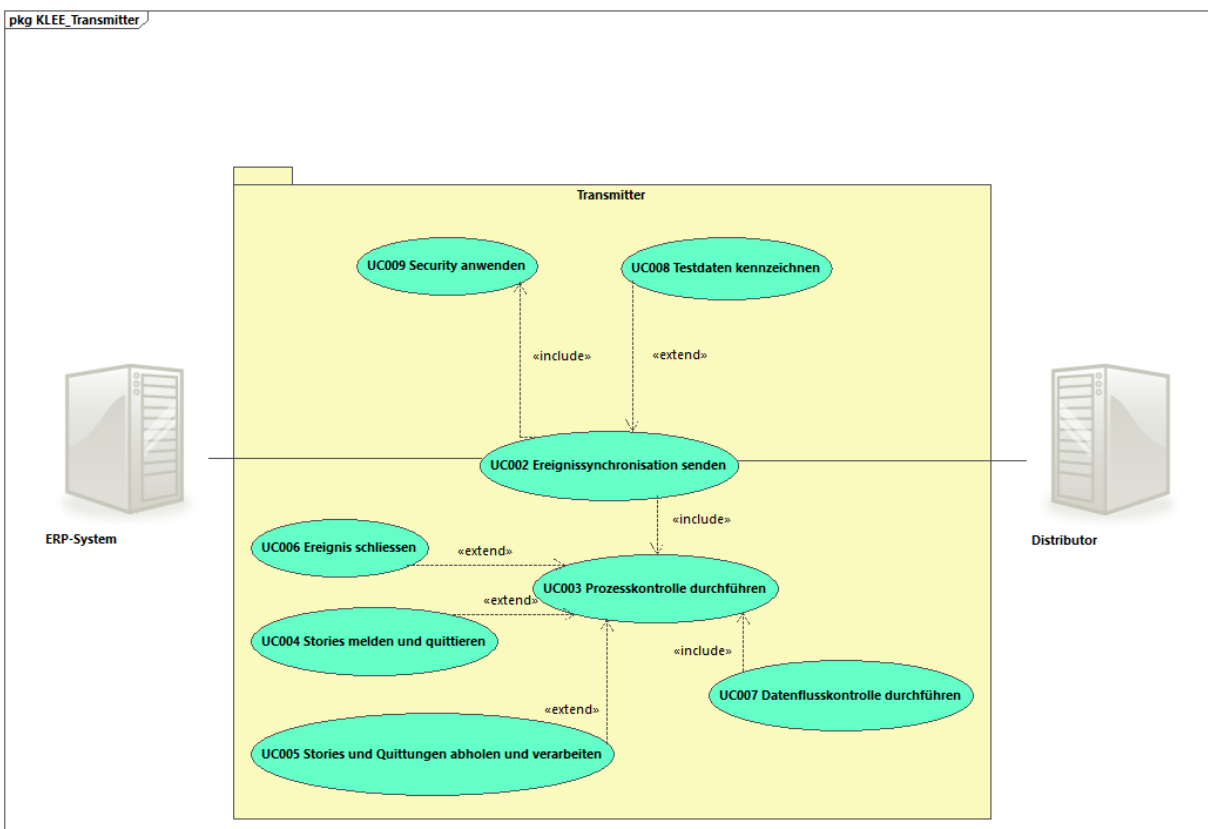 pkg KLEE_Transmitter
Transmitter
UC009 Security anwenden
UC008 Testdaten kennzeichnen
«include»
«extend»
UC002 Ereignissynchronisation senden
«include»
ERP-System
Distributor
UC006 Ereignis schliessen
«extend»
UC003 Prozesskontrolle durchführen
«extend»
UC004 Stories melden und quittieren
«include»
UC007 Datenflusskontrolle durchführen
«extend»
UC005 Stories und Quittungen abholen und verarbeiten